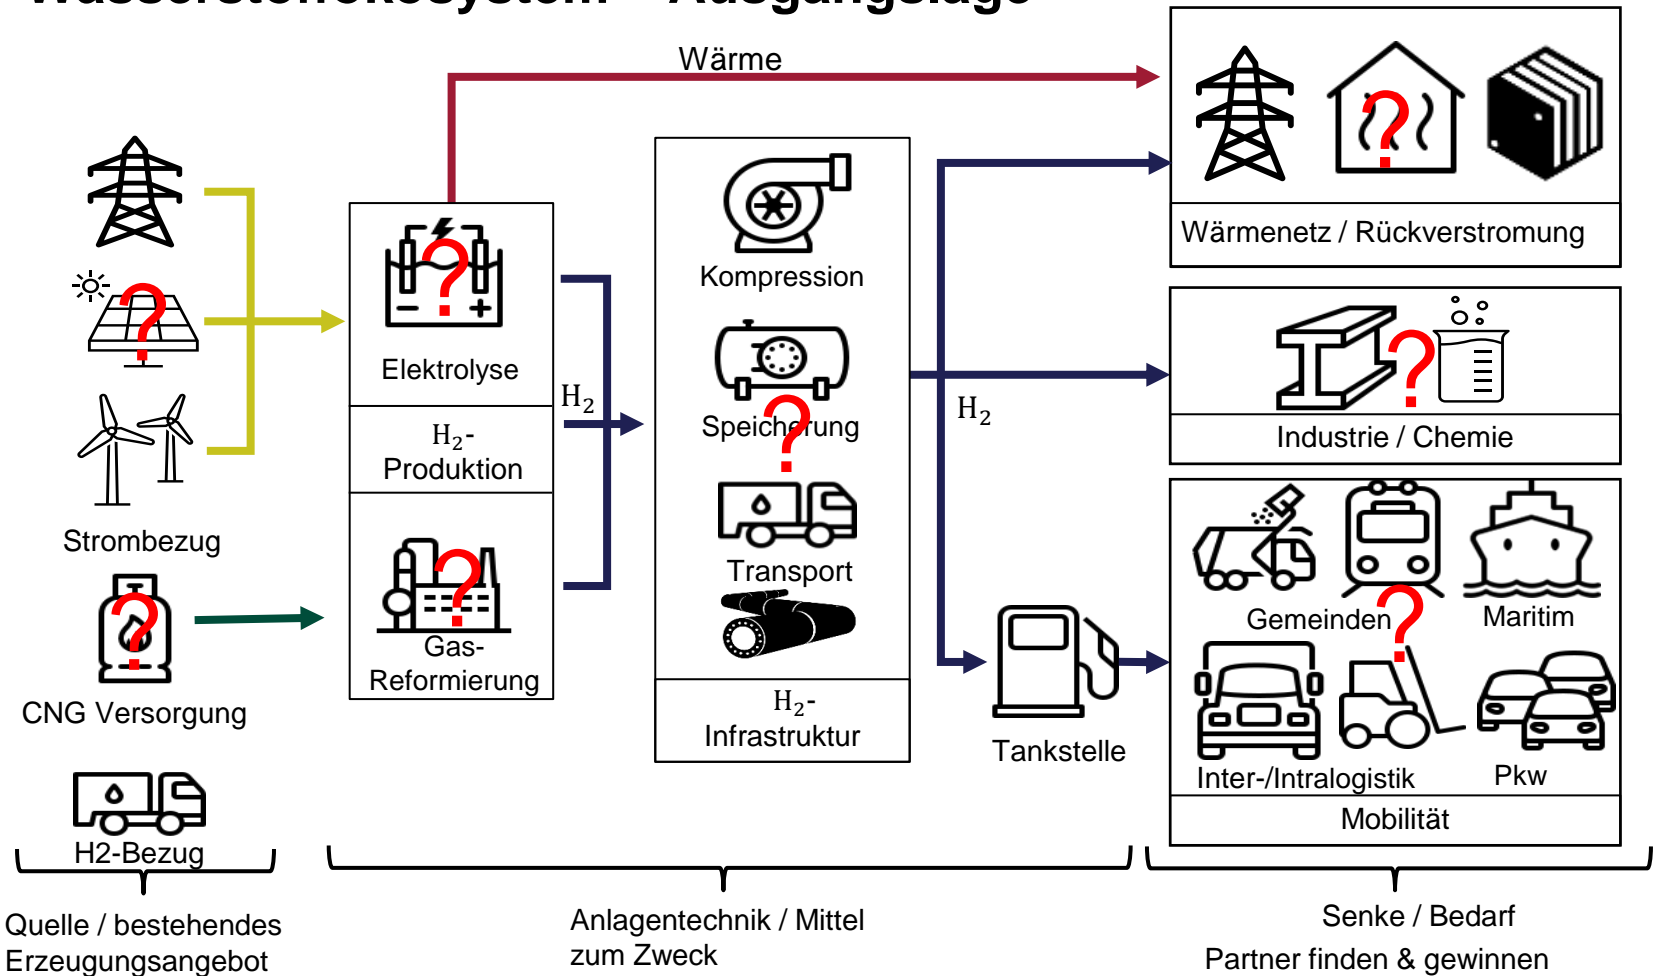 Wasserstoffökosystem – Ausgangslage
Wärme
Strombezug
CNG Versorgung
H2-Bezug
?
?
?
Elektrolyse
H₂-
Produktion
?
Gas-
Reformierung
H₂
Kompression
Speicherung
?
Transport
H₂-
Infrastruktur
H₂
Tankstelle
?
Wärmenetz / Rückverstromung
?
Industrie / Chemie
Gemeinden
?
Maritim
Inter-/Intralogistik
Pkw
Mobilität
Quelle / bestehendes
Erzeugungsangebot
Anlagentechnik / Mittel
zum Zweck
Senke / Bedarf
Partner finden & gewinnen